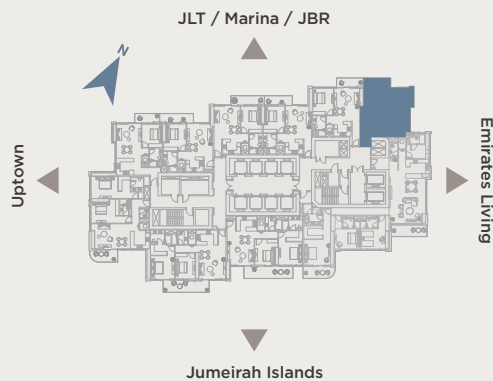 JLT / Marina / JBR
N
Uptown
Emirates Living
Jumeirah Islands